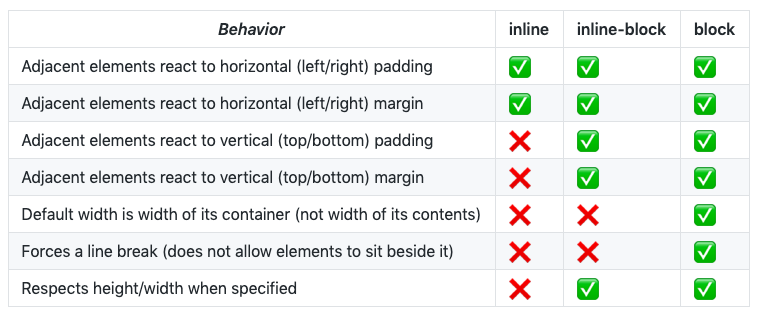 Behavior inline inline-block block
Adjacent elements react to horizontal (left/right) padding ✅ ✅ ✅
Adjacent elements react to horizontal (left/right) margin ✅ ✅ ✅
Adjacent elements react to vertical (top/bottom) padding ❌ ✅ ✅
Adjacent elements react to vertical (top/bottom) margin ❌ ✅ ✅
Default width is width of its container (not width of its contents) ❌ ❌ ✅
Forces a line break (does not allow elements to sit beside it) ❌ ❌ ✅
Respects height/width when specified ❌ ✅ ✅